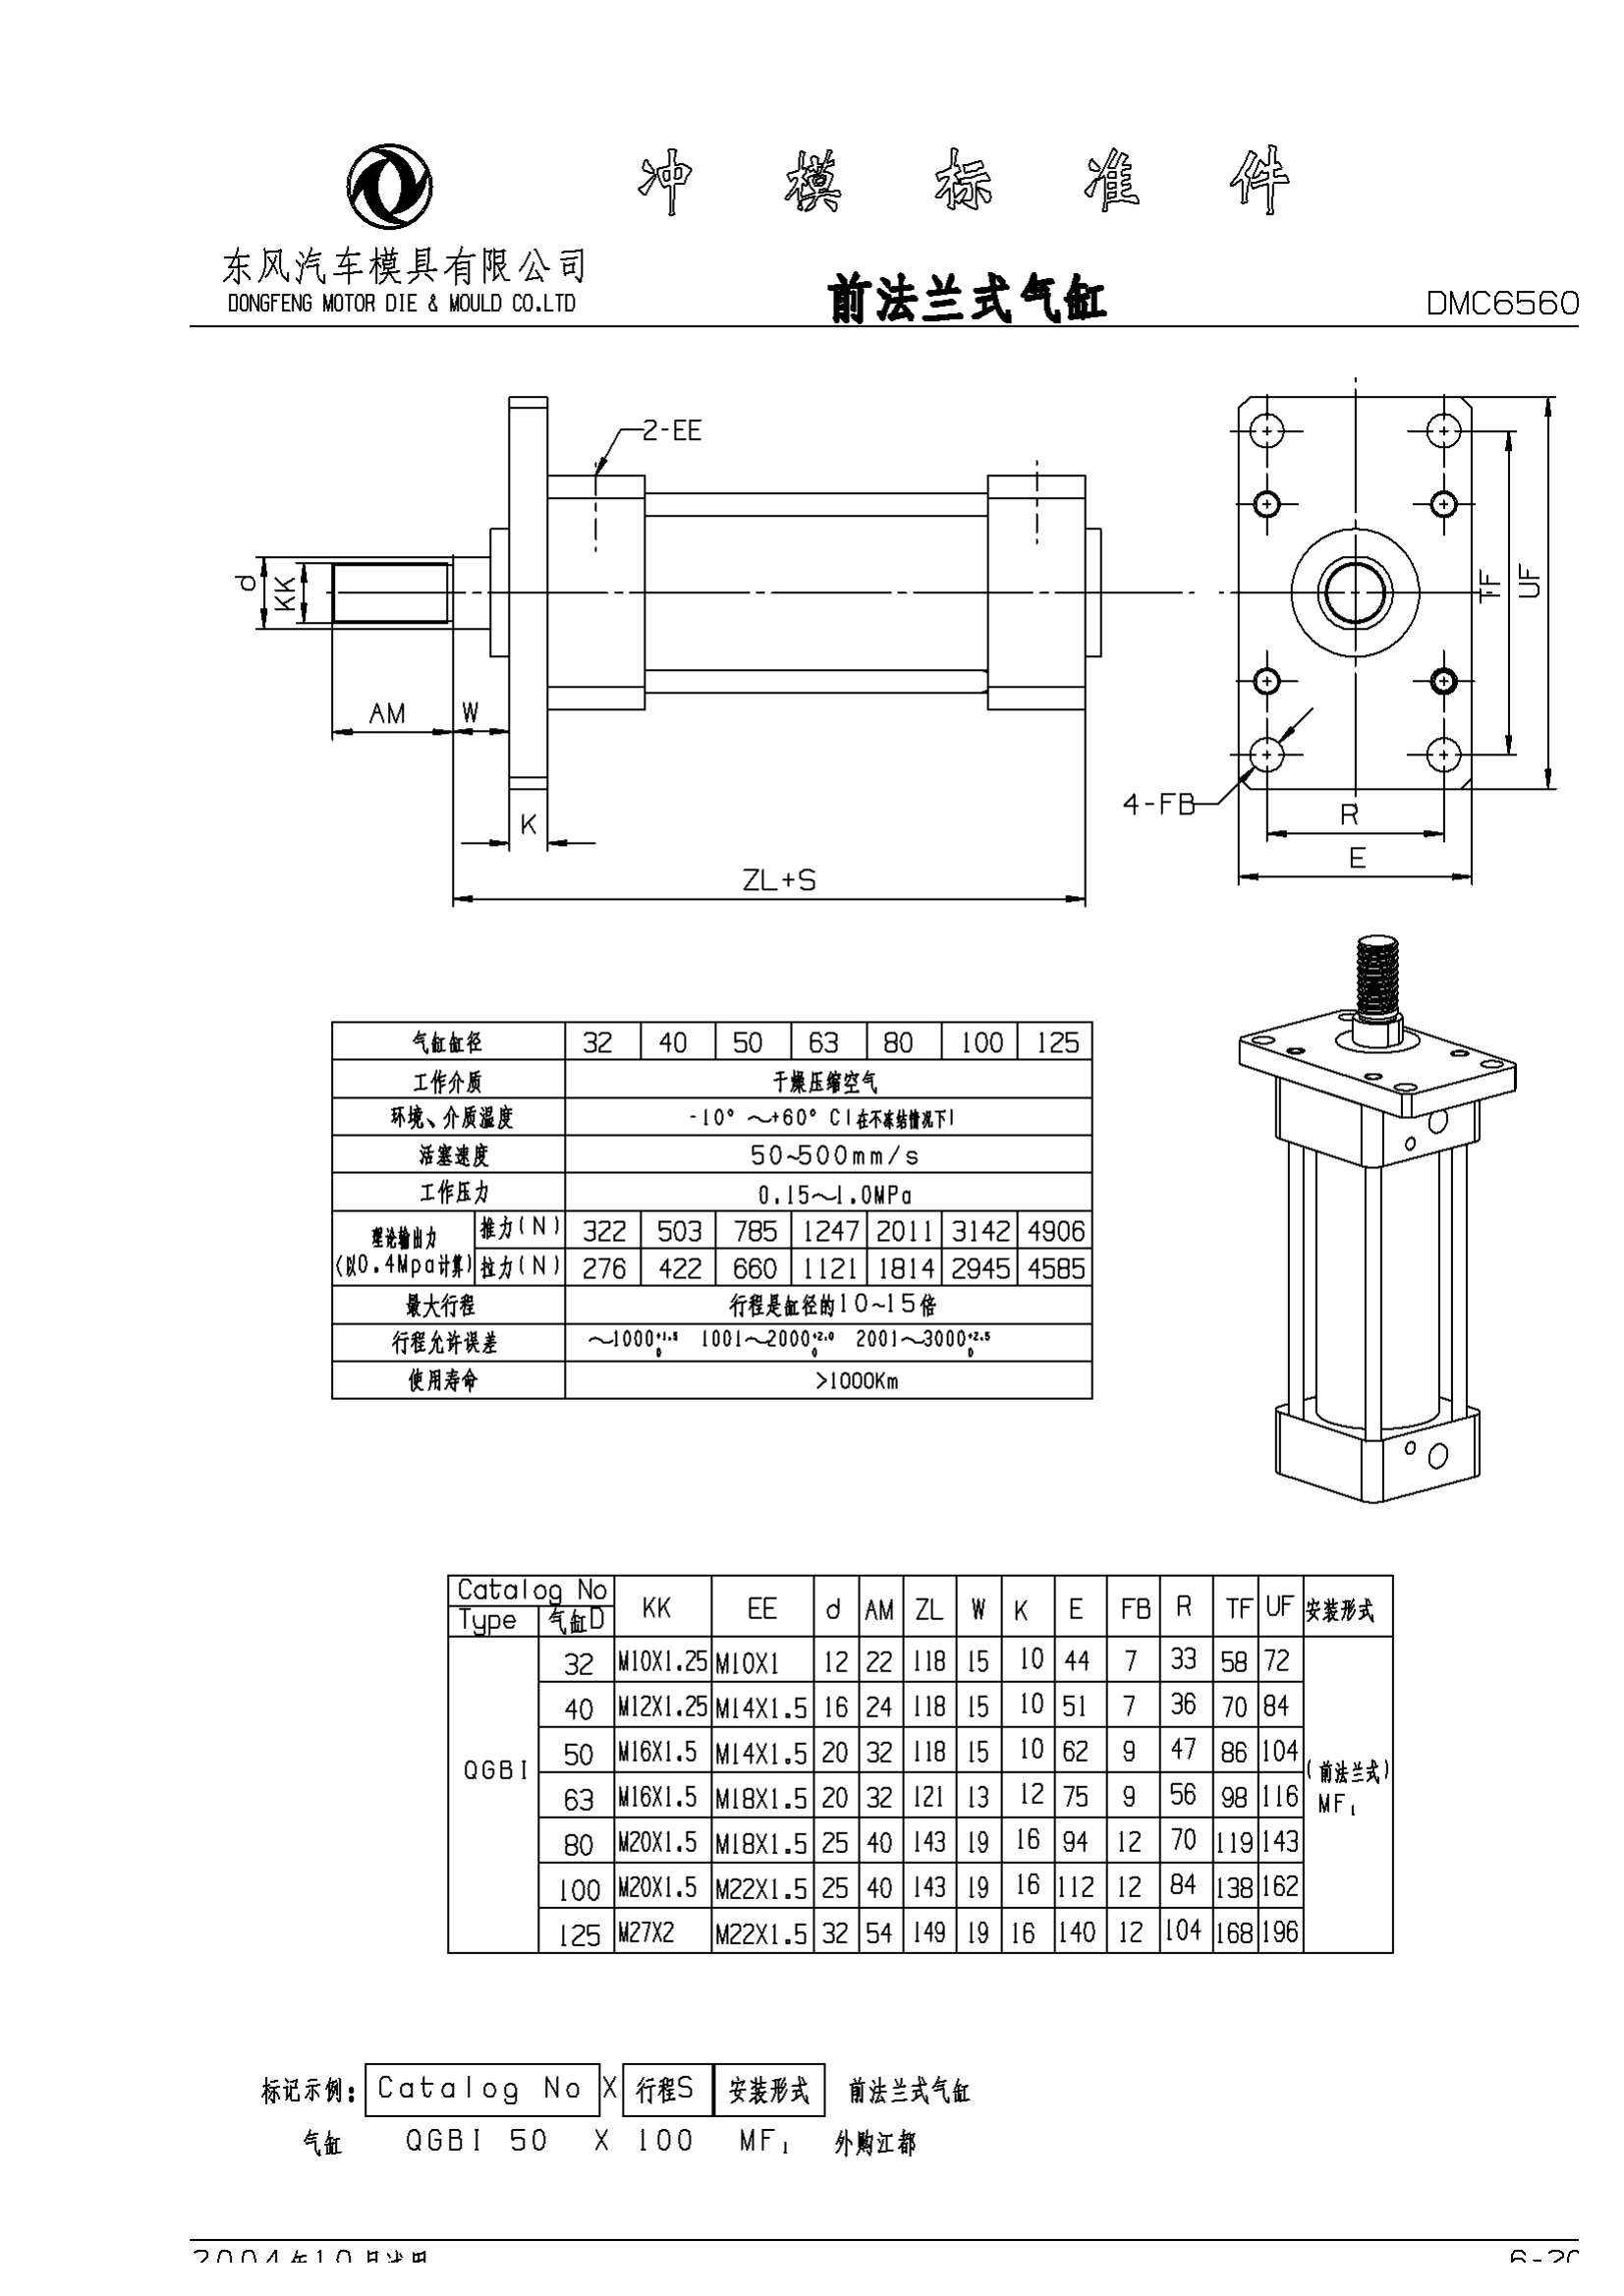 冲模标准件
东风汽车模具有限公司
DONGFENG MOTOR DIE & MOULD CO.LTD
前法兰式气缸
DMC6560
2-EE
d
KK
AM
W
K
ZL+S
TF
UF
4-FB
R
E
气缸缸径 32 40 50 63 80 100 125
工作介质 干燥压缩空气
环境、介质温度 -10° ～+60° C(在不冻结情况下)
活塞速度 50~500mm/s
工作压力 0.15～1.0MPa
理论输出力
(以0.4Mpa计算)
推力(N) 322 503 785 1247 2011 3142 4906
拉力(N) 276 422 660 1121 1814 2945 4585
最大行程 行程是缸径的10~15倍
行程允许误差 ～1000+1.5 0 1001～2000+2.0 0 2001～3000+2.5 0
使用寿命 >1000Km
Catalog No KK EE d AM ZL W K E FB R TF UF 安装形式
Type 气缸D
32 M10X1.25 M10X1 12 22 118 15 10 44 7 33 58 72
40 M12X1.25 M14X1.5 16 24 118 15 10 51 7 36 70 84
50 M16X1.5 M14X1.5 20 32 118 15 10 62 9 47 86 104
QGBI
(前法兰式)
MF1
63 M16X1.5 M18X1.5 20 32 121 13 12 75 9 56 98 116
80 M20X1.5 M18X1.5 25 40 143 19 16 94 12 70 119 143
100 M20X1.5 M22X1.5 25 40 143 19 16 112 12 84 138 162
125 M27X2 M22X1.5 32 54 149 19 16 140 12 104 168 196
标记示例: Catalog No X 行程S 安装形式 前法兰式气缸
气缸 QGBI 50 X 100 MF1 外购江都
2004年10月